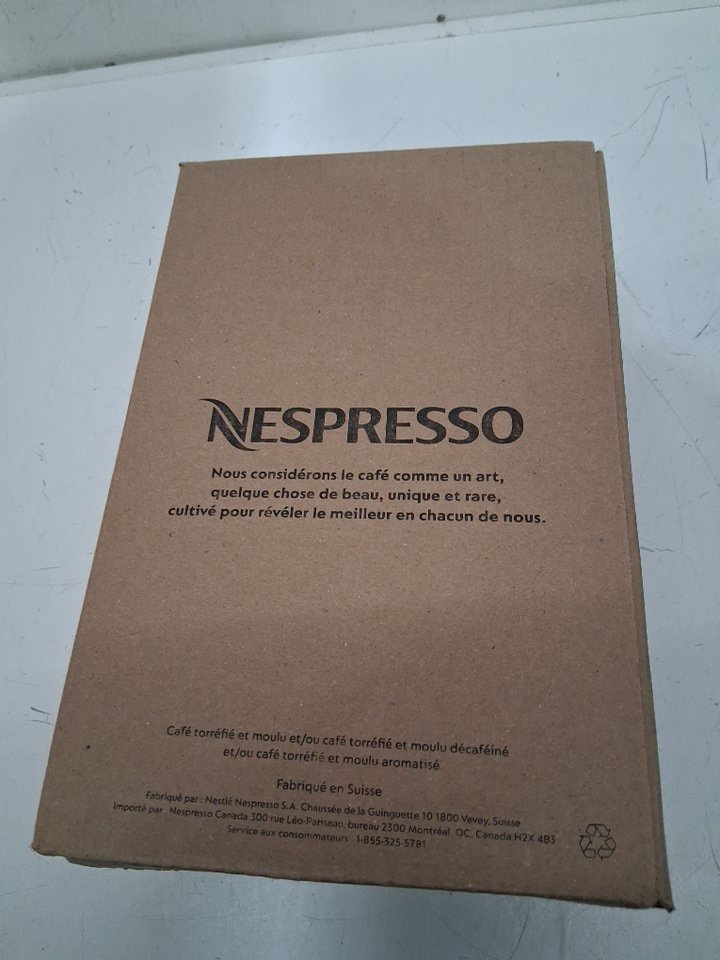 NESPRESSO
Nous considérons le café comme un art,
quelque chose de beau, unique et rare,
cultivé pour révéler le meilleur en chacun de nous.
Café torréfié et moulu et/ou café torréfié et moulu décaféiné
et/ou café torréfié et moulu aromatisé.
Fabriqué en Suisse
Fabriqué par : Nestlé Nespresso S.A. Chaussée de la Guinguette 10 1800 Vevey, Suisse
Importé par : Nespresso Canada 300 rue Léo-Pariseau, bureau 2300 Montréal, QC, Canada H2X 4B3
Service aux consommateurs : 1-855-325-5781